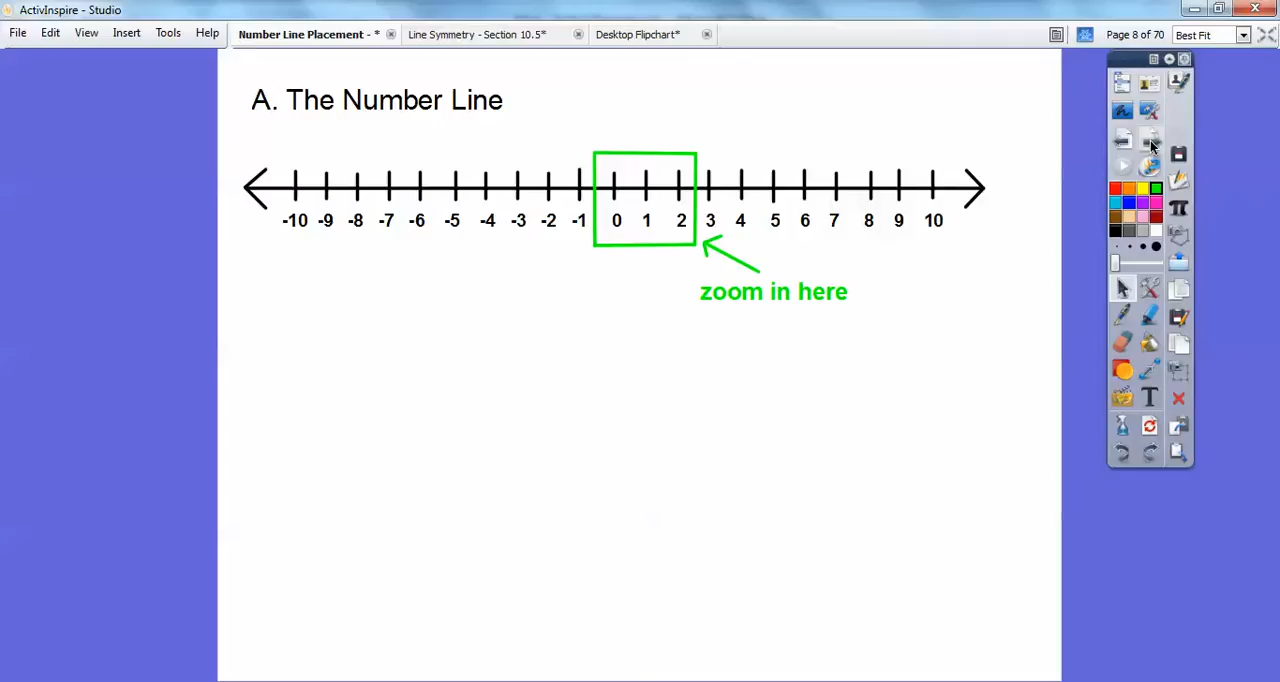 ActivInspire - Studio
File Edit View Insert Tools Help
Number Line Placement - * Line Symmetry - Section 10.5* Desktop Flipchart* Page 8 of 70 Best Fit
A. The Number Line
-10 -9 -8 -7 -6 -5 -4 -3 -2 -1 0 1 2 3 4 5 6 7 8 9 10
zoom in here